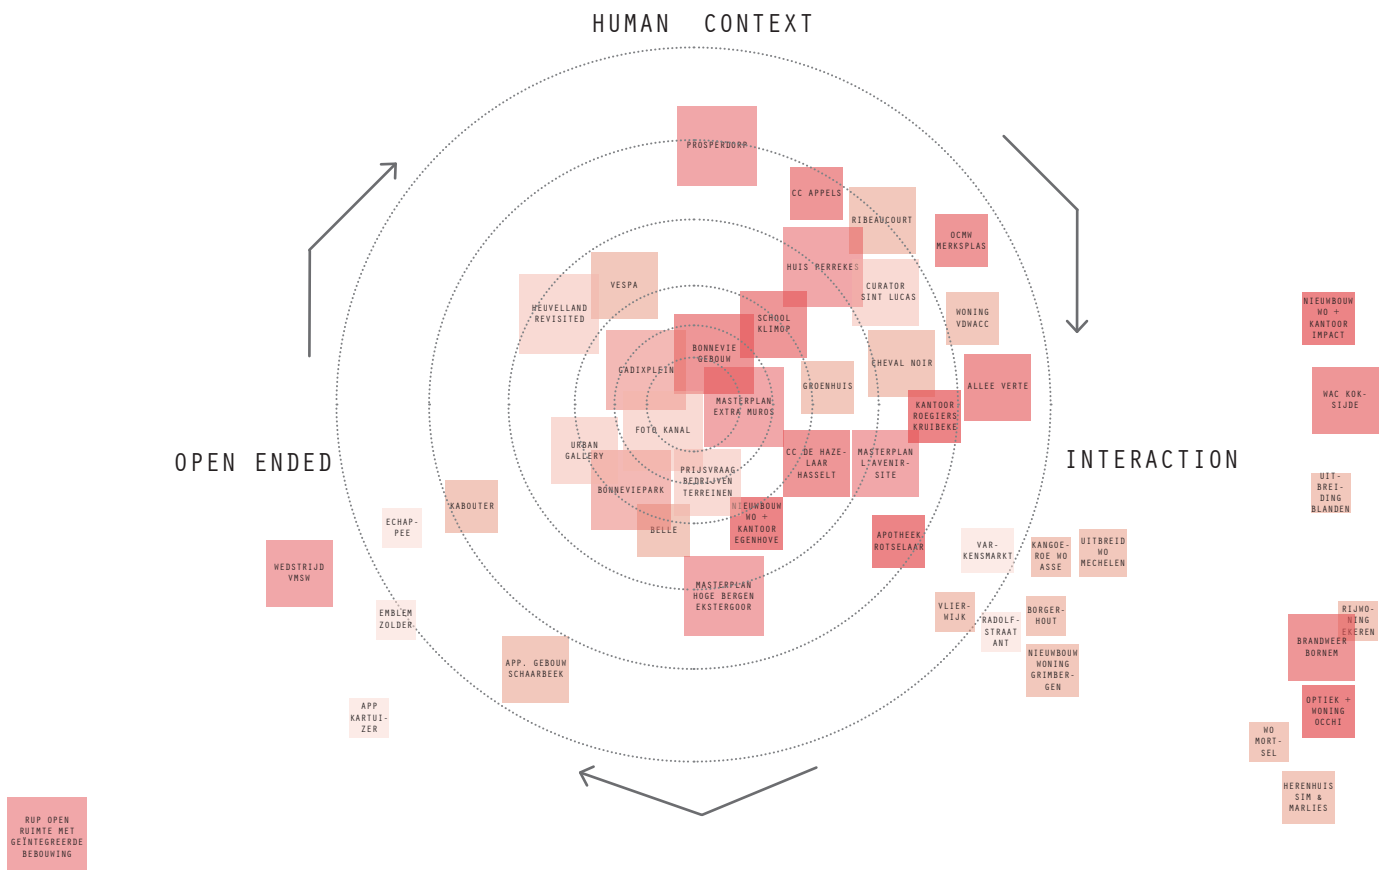 HUMAN CONTEXT
PROSPERDORP
CC APPELS
RIBEAUCOURT
OCMW
MERKSPLAS
HUIS PERREKES
CURATOR
SINT LUCAS
VESPA
HEUVELLAND
REVISITED
SCHOOL
KLIMOP
WONING
VDWACC
NIEUWBOUW
WO +
KANTOOR
IMPACT
BONNEVIE
GEBOUW
CADIXPLEIN
CHEVAL NOIR
GROENHUIS
ALLEE VERTE
WAC KOK-
SIJDE
MASTERPLAN
EXTRA MUROS
KANTOOR
ROEGIERS
KRUIBEKE
FOTO KANAL
URBAN
GALLERY
OPEN ENDED
INTERACTION
CC DE HAZE-
LAAR
HASSELT
MASTERPLAN
L'AVENIR-
SITE
PRIJSVRAAG
BEDRIJVEN
TERREINEN
BONNEVIEPARK
UIT-
BREI-
DING
BLANDEN
KABOUTER
NIEUWBOUW
WO +
KANTOOR
EGENHOVE
BELLE
ECHAP-
PEE
APOTHEEK
ROTSELAAR
VAR-
KENSMARKT
KANGOE-
ROE WO
ASSE
UITBREID
WO
MECHELEN
WEDSTRIJD
VMSW
MASTERPLAN
HOGE BERGEN
EKSTERGOOR
EMBLEM
ZOLDER
VLIER-
WIJK
RADOLF-
STRAAT
ANT
BORGER-
HOUT
RIJWO-
NING
EKEREN
BRANDWEER
BORNEM
APP. GEBOUW
SCHAARBEEK
NIEUWBOUW
WONING
GRIMBER-
GEN
APP
KARTUI-
ZER
OPTIEK +
WONING
OCCHI
WO
MORT-
SEL
HERENHUIS
SIM &
MARLIES
RUP OPEN
RUIMTE MET
GEÏNTEGREERDE
BEBOUWING